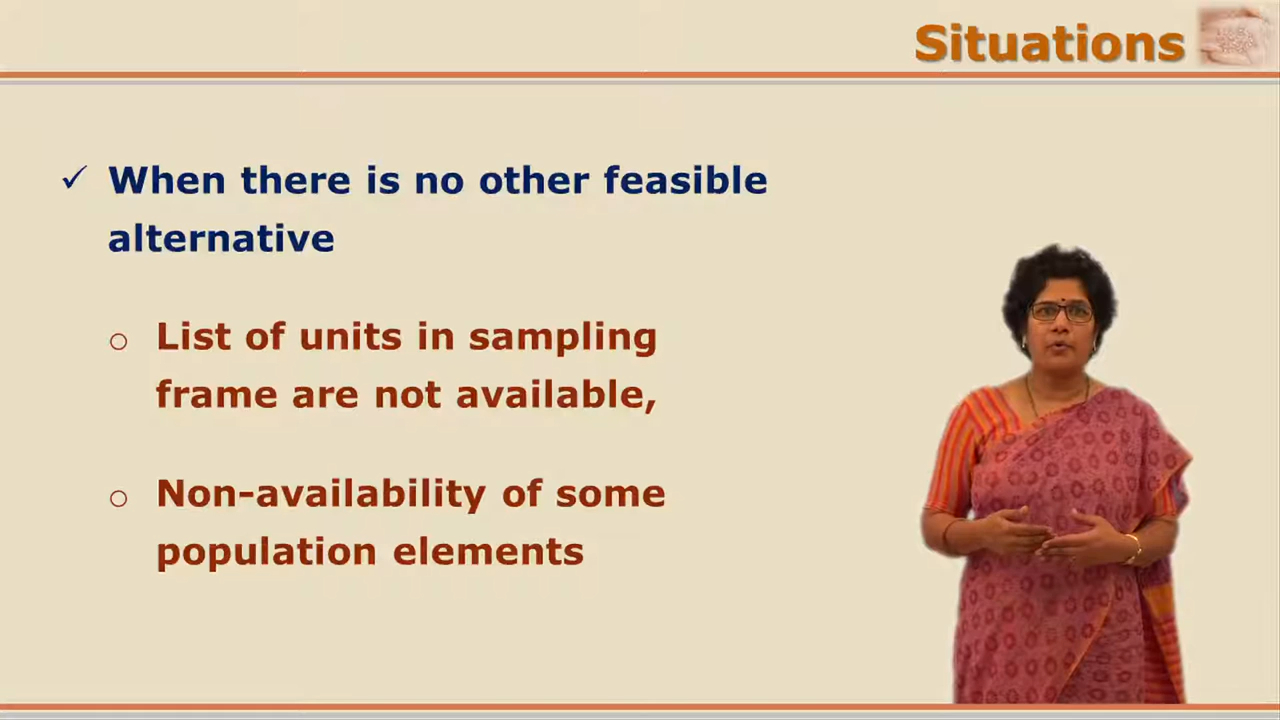 Situations
✓ When there is no other feasible
alternative
o List of units in sampling
frame are not available,
o Non-availability of some
population elements